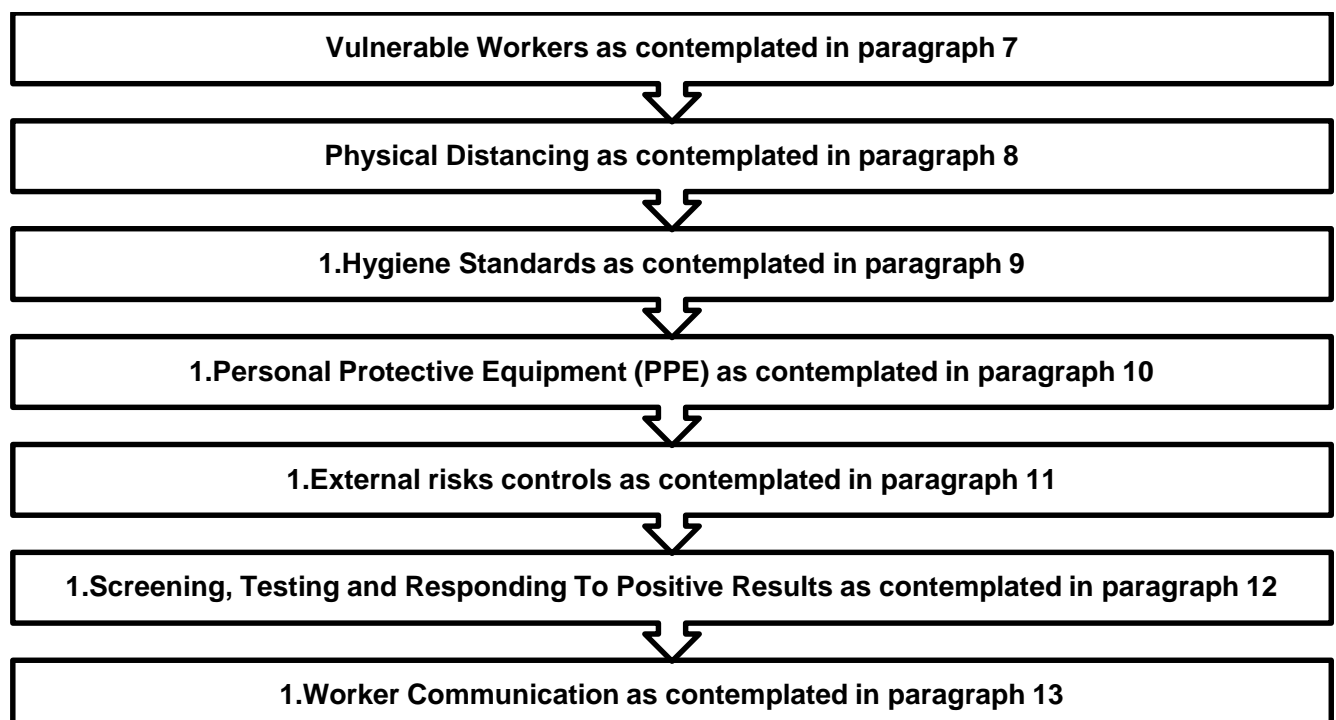 Vulnerable Workers as contemplated in paragraph 7
Physical Distancing as contemplated in paragraph 8
1.Hygiene Standards as contemplated in paragraph 9
1.Personal Protective Equipment (PPE) as contemplated in paragraph 10
1.External risks controls as contemplated in paragraph 11
1.Screening, Testing and Responding To Positive Results as contemplated in paragraph 12
1.Worker Communication as contemplated in paragraph 13